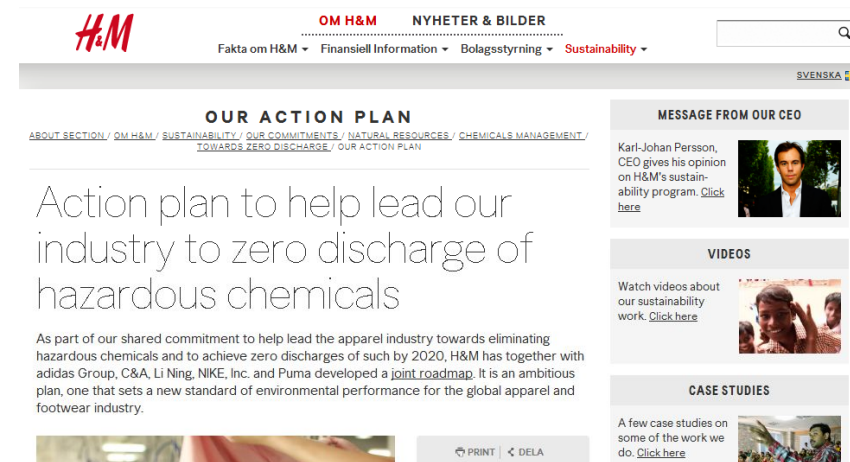 H&M
OM H&M NYHETER & BILDER
Fakta om H&M Finansiell Information Bolagsstyrning Sustainability
SVENSKA
OUR ACTION PLAN
ABOUT SECTION / OM H&M / SUSTAINABILITY / OUR COMMITMENTS / NATURAL RESOURCES / CHEMICALS MANAGEMENT /
TOWARDS ZERO DISCHARGE / OUR ACTION PLAN
Action plan to help lead our
industry to zero discharge of
hazardous chemicals
As part of our shared commitment to help lead the apparel industry towards eliminating
hazardous chemicals and to achieve zero discharges of such by 2020, H&M has together with
adidas Group, C&A, Li Ning, NIKE, Inc. and Puma developed a joint roadmap. It is an ambitious
plan, one that sets a new standard of environmental performance for the global apparel and
footwear industry.
PRINT DELA
MESSAGE FROM OUR CEO
Karl-Johan Persson,
CEO gives his opinion
on H&M's sustain-
ability program. Click
here
VIDEOS
Watch videos about
our sustainability
work. Click here
CASE STUDIES
A few case studies on
some of the work we
do. Click here